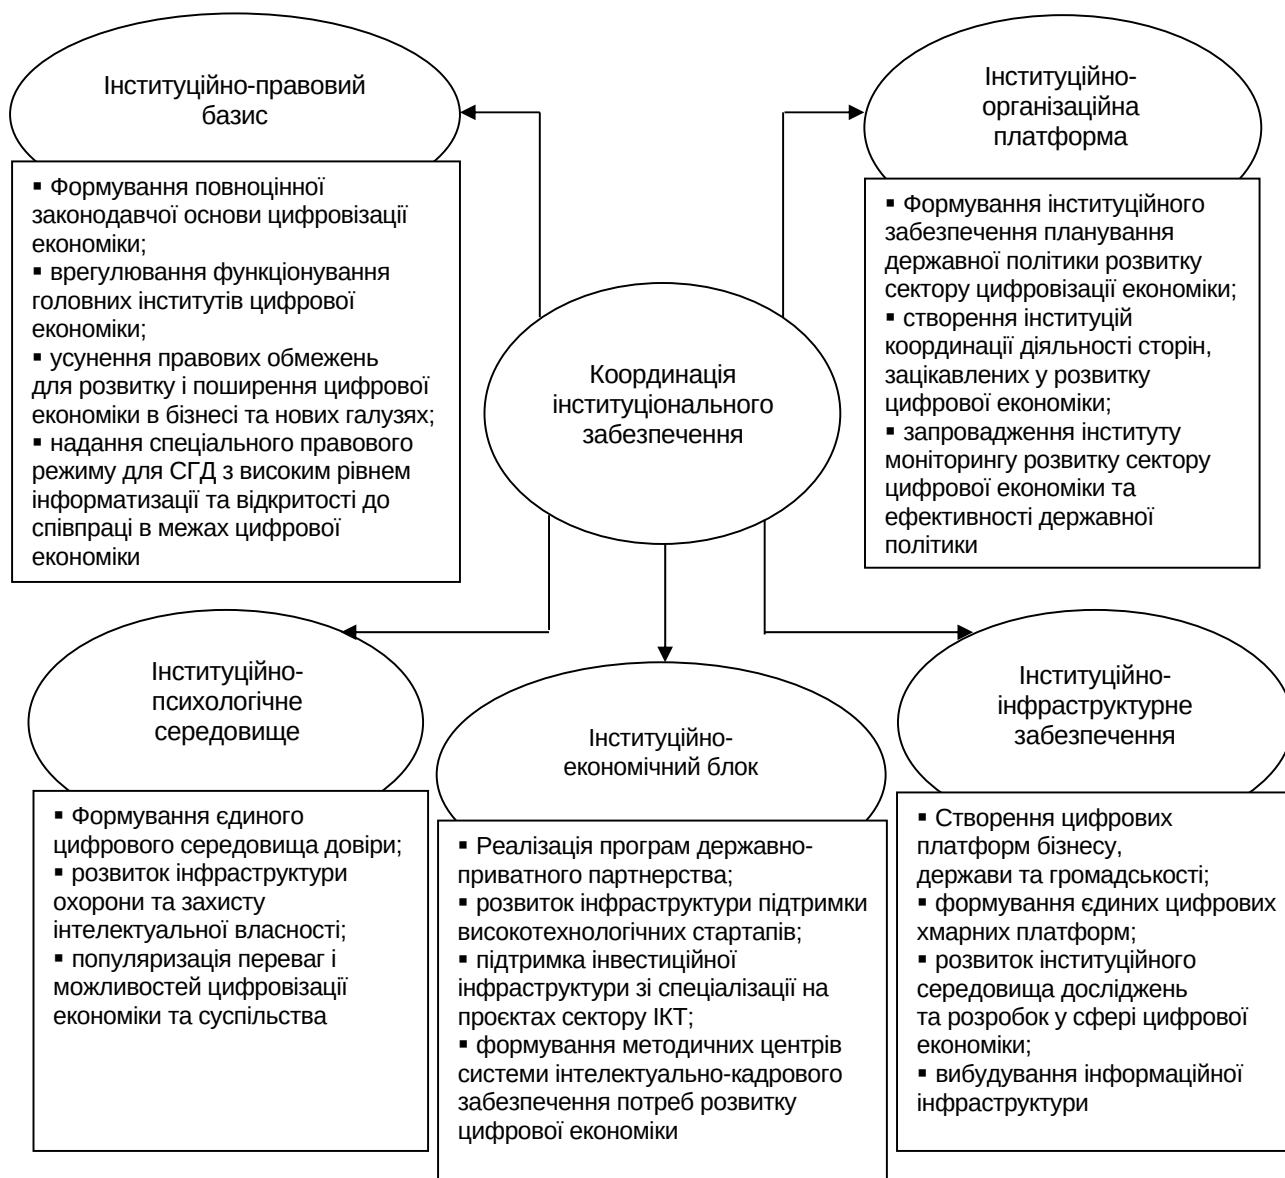 Інституційно-правовий
базис
▪ Формування повноцінної
законодавчої основи цифровізації
економіки;
▪ врегулювання функціонування
головних інститутів цифрової
економіки;
▪ усунення правових обмежень
для розвитку і поширення цифрової
економіки в бізнесі та нових галузях;
▪ надання спеціального правового
режиму для СГД з високим рівнем
інформатизації та відкритості до
співпраці в межах цифрової
економіки
Інституційно-
організаційна
платформа
▪ Формування інституційного
забезпечення планування
державної політики розвитку
сектору цифровізації економіки;
▪ створення інституцій
координації діяльності сторін,
зацікавлених у розвитку
цифрової економіки;
▪ запровадження інституту
моніторингу розвитку сектору
цифрової економіки та
ефективності державної
політики
Координація
інституціонального
забезпечення
Інституційно-
психологічне
середовище
▪ Формування єдиного
цифрового середовища довіри;
▪ розвиток інфраструктури
охорони та захисту
інтелектуальної власності;
▪ популяризація переваг і
можливостей цифровізації
економіки та суспільства
Інституційно-
економічний блок
▪ Реалізація програм державно-
приватного партнерства;
▪ розвиток інфраструктури підтримки
високотехнологічних стартапів;
▪ підтримка інвестиційної
інфраструктури зі спеціалізації на
проєктах сектору ІКТ;
▪ формування методичних центрів
системи інтелектуально-кадрового
забезпечення потреб розвитку
цифрової економіки
Інституційно-
інфраструктурне
забезпечення
▪ Створення цифрових
платформ бізнесу,
держави та громадськості;
▪ формування єдиних цифрових
хмарних платформ;
▪ розвиток інституційного
середовища досліджень
та розробок у сфері цифрової
економіки;
▪ вибудування інформаційної
інфраструктури